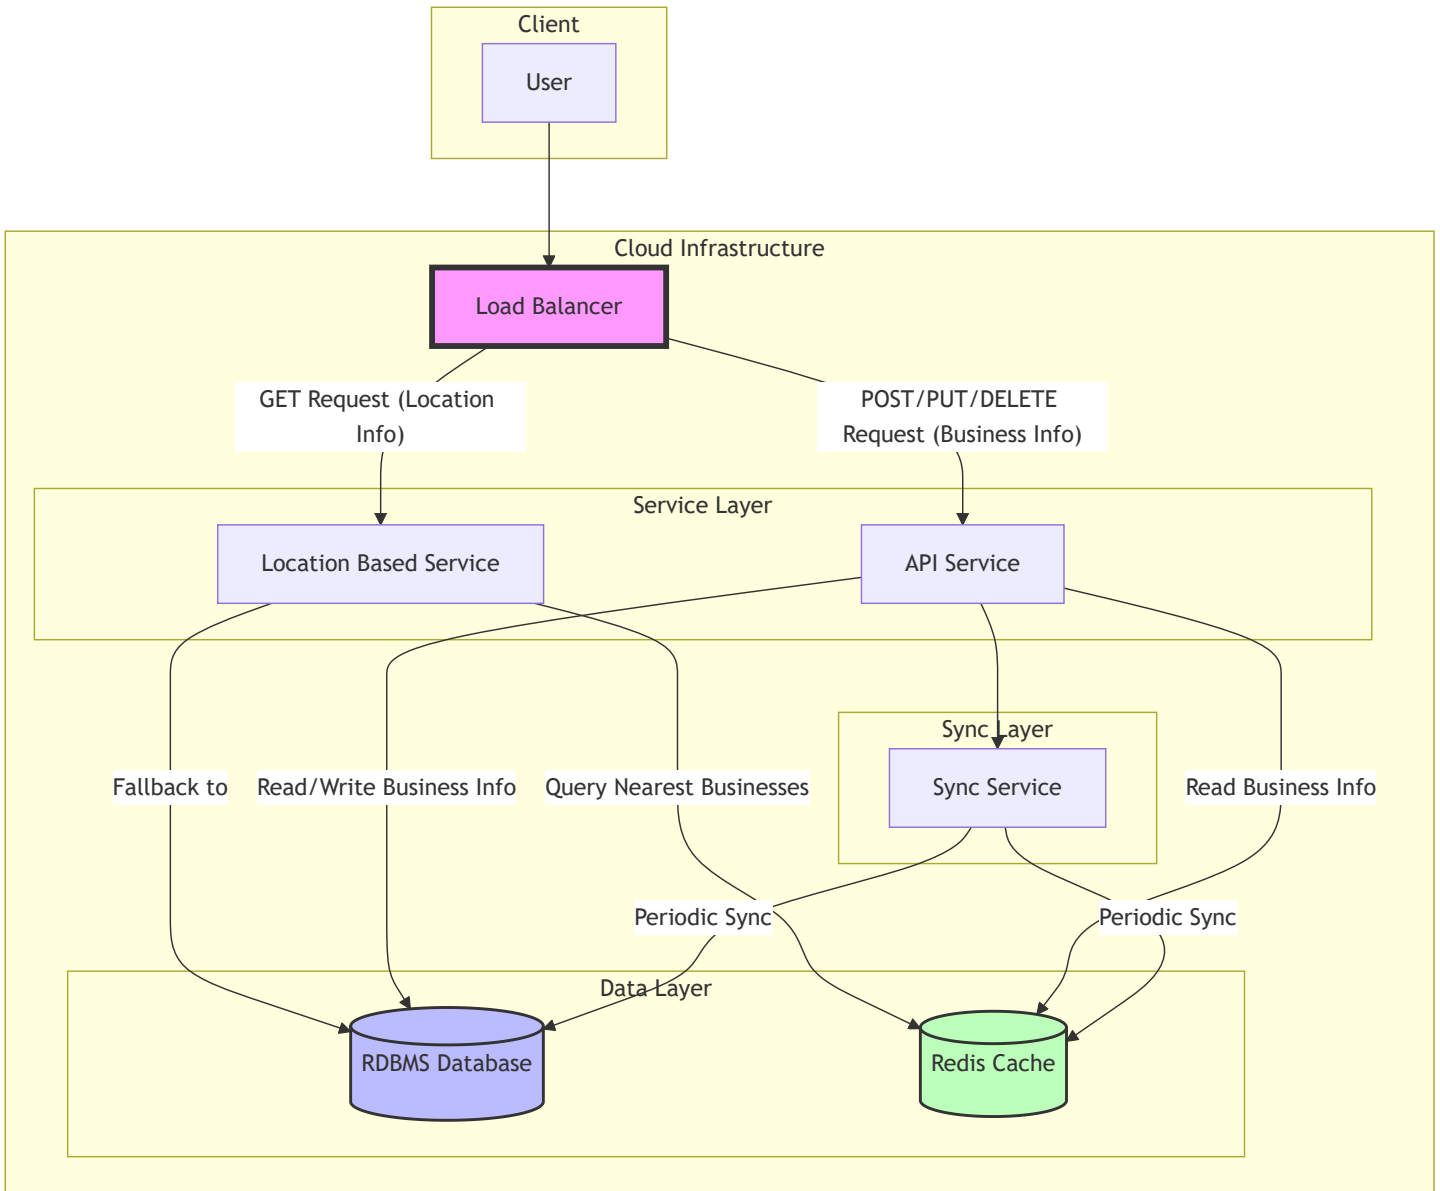 Client
User
Cloud Infrastructure
Load Balancer
GET Request (Location
Info)
POST/PUT/DELETE
Request (Business Info)
Service Layer
Location Based Service
API Service
Sync Layer
Fallback to
Read/Write Business Info
Query Nearest Businesses
Sync Service
Read Business Info
Periodic Sync
Periodic Sync
Data Layer
RDBMS Database
Redis Cache